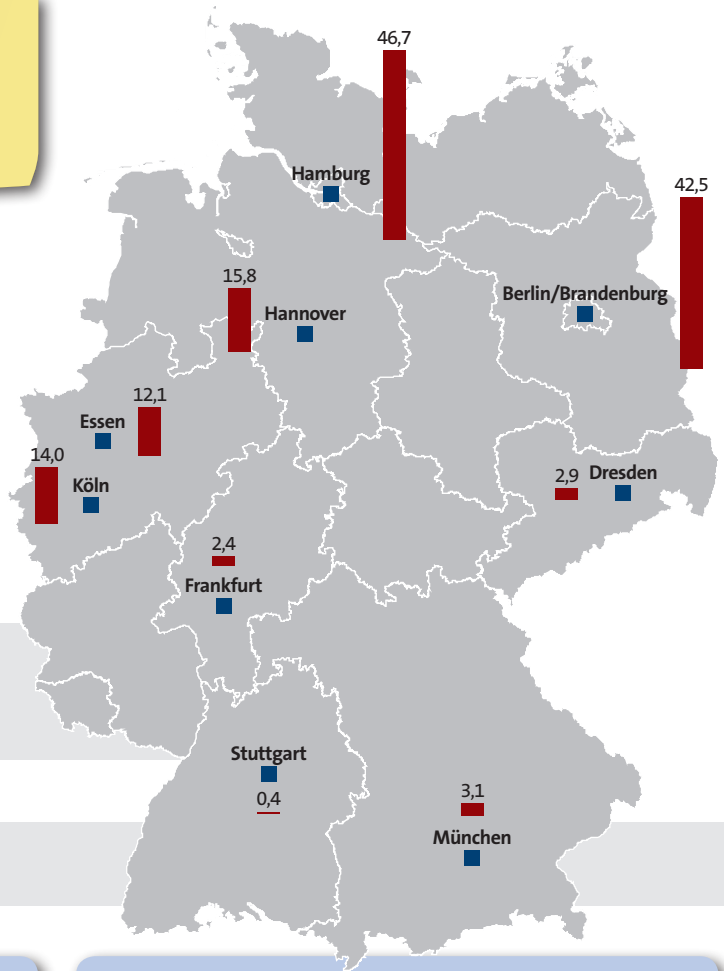 46,7
Hamburg
42,5
15,8
Hannover
Berlin/Brandenburg
12,1
Essen
14,0
Köln
2,9
Dresden
2,4
Frankfurt
Stuttgart
0,4
3,1
München